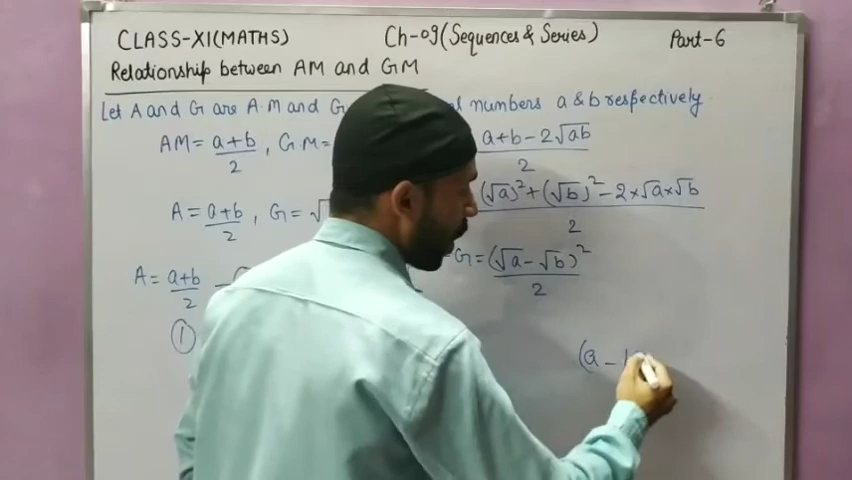 CLASS-XI(MATHS) Ch-09(Sequences & Series) Part-6
Relationship between AM and GM
Let A and G are A.M and numbers a & b respectively
AM = a+b/2 , G.M = a+b-2√ab/2
A = a+b/2 , G = (√a)²+(√b)²-2×√a×√b/2
A = a+b/2 G = (√a-√b)²/2
①
(a -